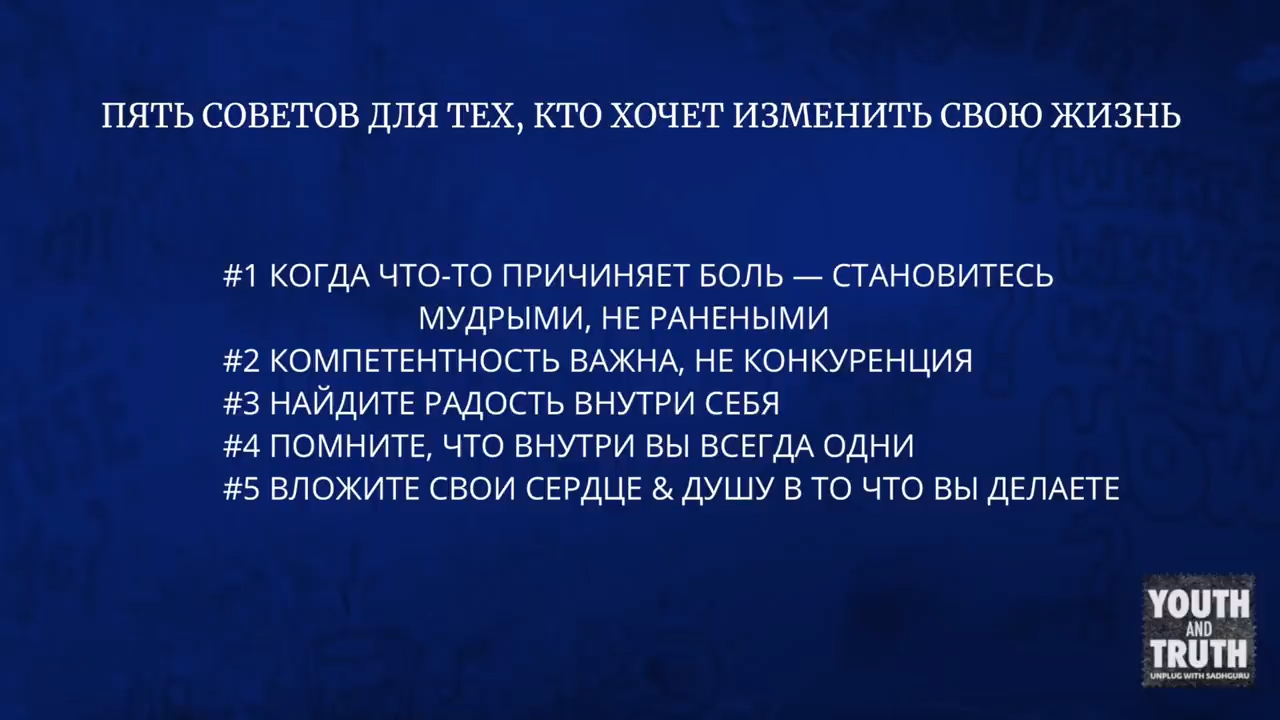 ПЯТЬ СОВЕТОВ ДЛЯ ТЕХ, КТО ХОЧЕТ ИЗМЕНИТЬ СВОЮ ЖИЗНЬ
#1 КОГДА ЧТО-ТО ПРИЧИНЯЕТ БОЛЬ — СТАНОВИТЕСЬ
МУДРЫМИ, НЕ РАНЕНЫМИ
#2 КОМПЕТЕНТНОСТЬ ВАЖНА, НЕ КОНКУРЕНЦИЯ
#3 НАЙДИТЕ РАДОСТЬ ВНУТРИ СЕБЯ
#4 ПОМНИТЕ, ЧТО ВНУТРИ ВЫ ВСЕГДА ОДНИ
#5 ВЛОЖИТЕ СВОИ СЕРДЦЕ & ДУШУ В ТО ЧТО ВЫ ДЕЛАЕТЕ
YOUTH
AND
TRUTH
UNPLUG WITH SADHGURU